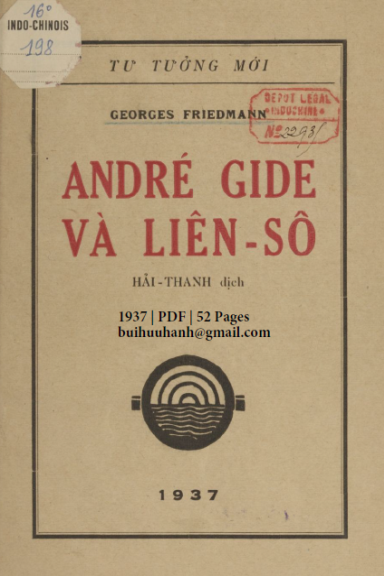 16°
INDO-CHINOIS
198
TƯ TƯỞNG MỚI
GEORGES FRIEDMANN
DEPOT LEGAL
INDOCHINE
Nº 2293/
ANDRÉ GIDE
VÀ LIÊN-SÔ
HẢI-THANH dịch
1937 | PDF | 52 Pages
buihuuhanh@gmail.com
1937